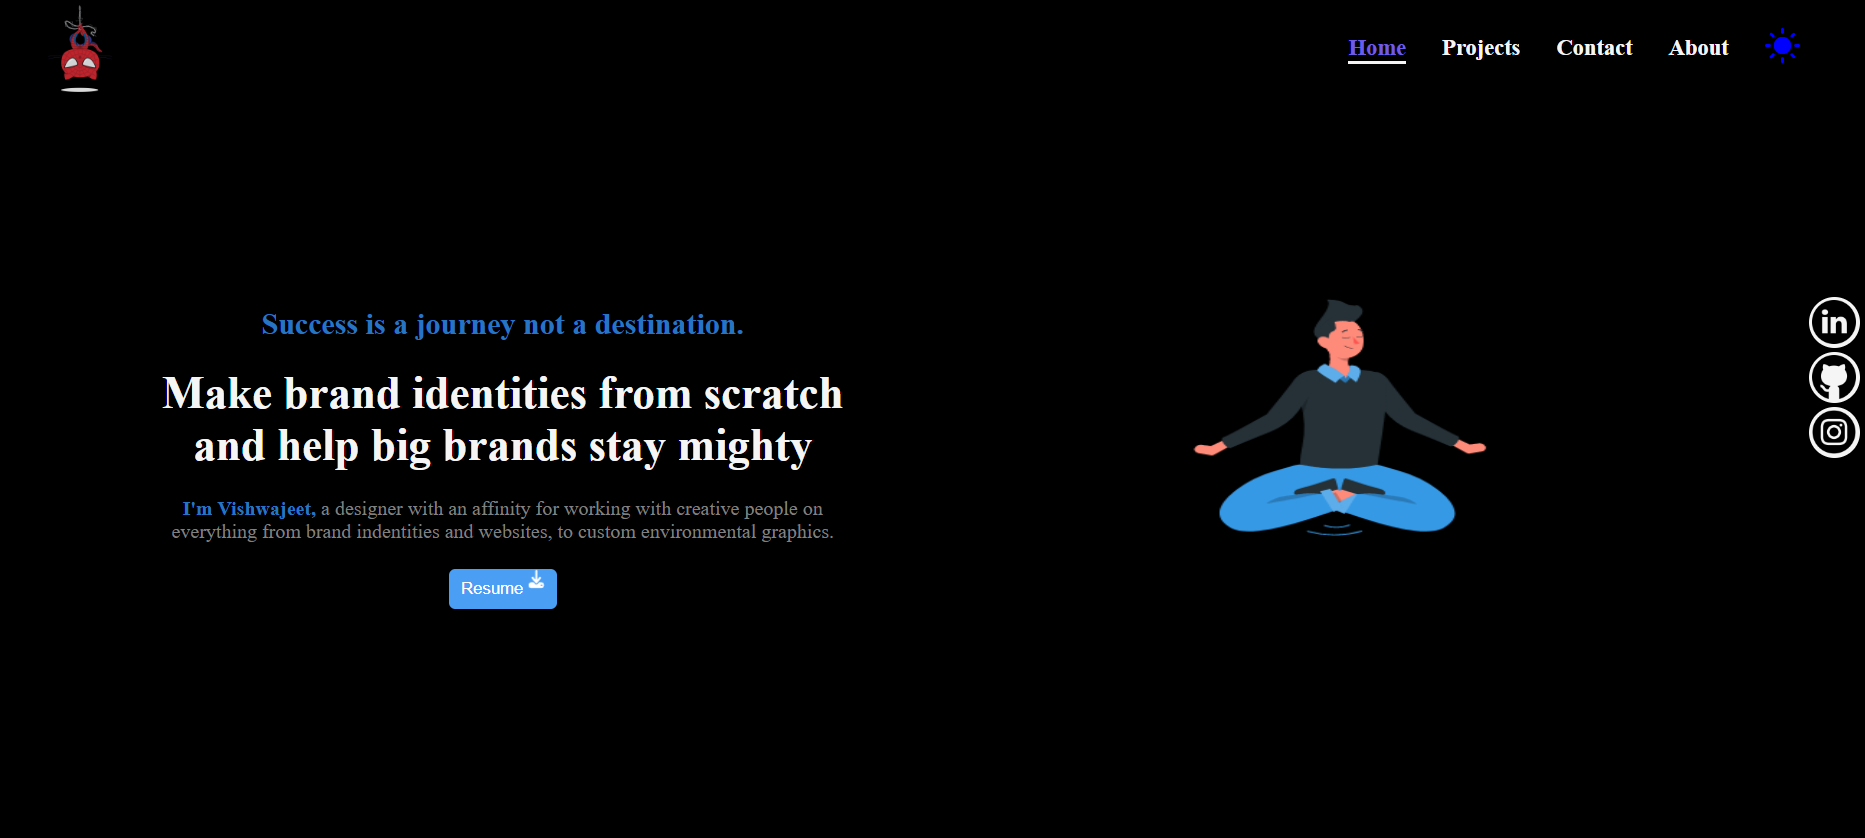 Home Projects Contact About
Success is a journey not a destination.
Make brand identities from scratch
and help big brands stay mighty
I'm Vishwajeet, a designer with an affinity for working with creative people on
everything from brand indentities and websites, to custom environmental graphics.
Resume
in